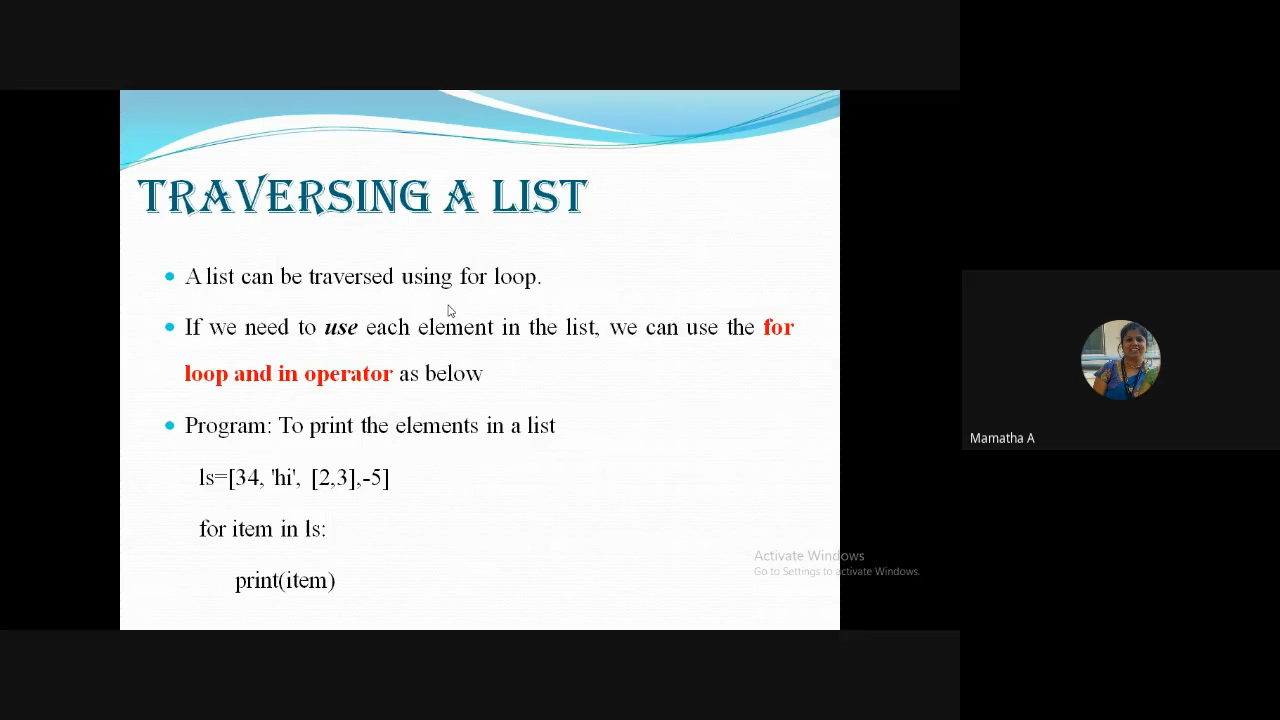 TRAVERSING A LIST
A list can be traversed using for loop.
If we need to use each element in the list, we can use the for
loop and in operator as below
Program: To print the elements in a list
ls=[34, 'hi', [2,3],-5]
for item in ls:
print(item)
Activate Windows
Go to Settings to activate Windows.
Mamatha A